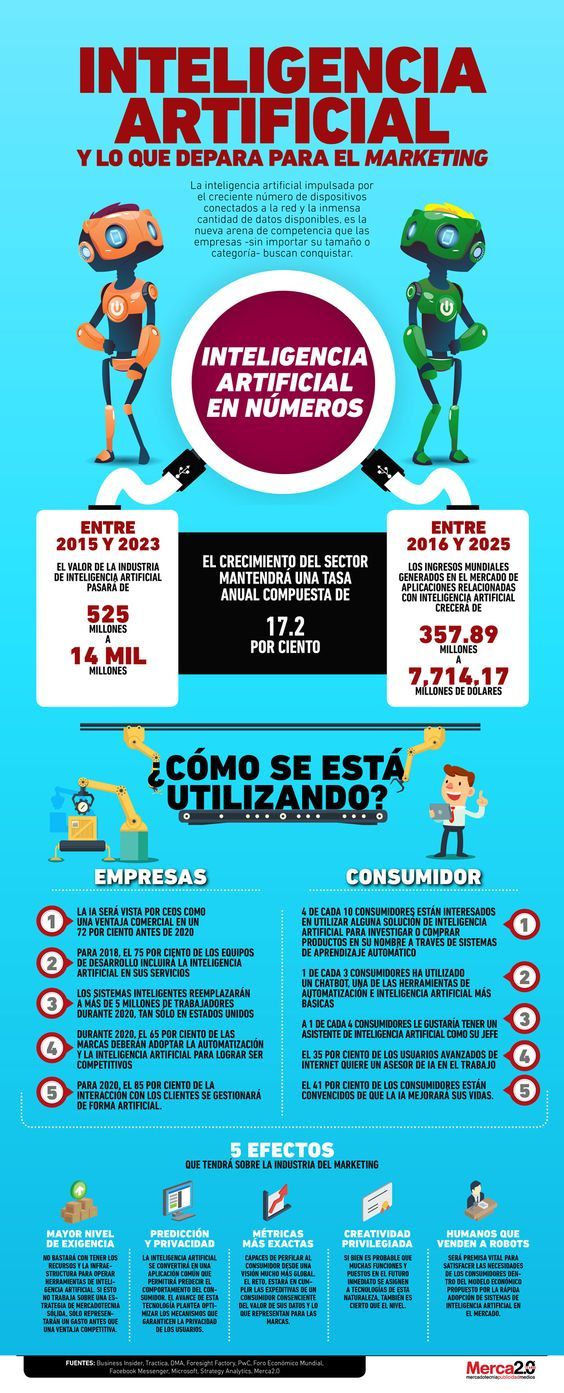 INTELIGENCIA
ARTIFICIAL
Y LO QUE DEPARA PARA EL MARKETING
La inteligencia artificial impulsada por
el creciente número de dispositivos
conectados a la red y la inmensa
cantidad de datos disponibles, es la
nueva arena de competencia que las
empresas -sin importar su tamaño o
categoría- buscan conquistar.
INTELIGENCIA
ARTIFICIAL
EN NÚMEROS
ENTRE
2015 Y 2023
EL VALOR DE LA INDUSTRIA
DE INTELIGENCIA ARTIFICIAL
PASARÁ DE
525
MILLONES
A
14 MIL
MILLONES
EL CRECIMIENTO DEL SECTOR
MANTENDRÁ UNA TASA
ANUAL COMPUESTA DE
17.2
POR CIENTO
ENTRE
2016 Y 2025
LOS INGRESOS MUNDIALES
GENERADOS EN EL MERCADO DE
APLICACIONES RELACIONADAS
CON INTELIGENCIA ARTIFICIAL
CRECERÁ DE
357.89
MILLONES
A
7,714,17
MILLONES DE DÓLARES
¿CÓMO SE ESTÁ
UTILIZANDO?
EMPRESAS
1
LA IA SERÁ VISTA POR CEOS COMO
UNA VENTAJA COMERCIAL EN UN
72 POR CIENTO ANTES DE 2020
2
PARA 2018, EL 75 POR CIENTO DE LOS EQUIPOS
DE DESARROLLO INCLUIRÁ LA INTELIGENCIA
ARTIFICIAL EN SUS SERVICIOS
3
LOS SISTEMAS INTELIGENTES REEMPLAZARÁN
A MÁS DE 5 MILLONES DE TRABAJADORES
DURANTE 2020, TAN SÓLO EN ESTADOS UNIDOS
4
DURANTE 2020, EL 65 POR CIENTO DE LAS
MARCAS DEBERÁN ADOPTAR LA AUTOMATIZACIÓN
Y LA INTELIGENCIA ARTIFICIAL PARA LOGRAR SER
COMPETITIVOS
5
PARA 2020, EL 85 POR CIENTO DE LA
INTERACCIÓN CON LOS CLIENTES SE GESTIONARÁ
DE FORMA ARTIFICIAL.
CONSUMIDOR
4 DE CADA 10 CONSUMIDORES ESTÁN INTERESADOS
EN UTILIZAR ALGUNA SOLUCIÓN DE INTELIGENCIA
ARTIFICIAL PARA INVESTIGAR O COMPRAR
PRODUCTOS EN SU NOMBRE A TRAVÉS DE SISTEMAS
DE APRENDIZAJE AUTOMÁTICO
1
1 DE CADA 3 CONSUMIDORES HA UTILIZADO
UN CHATBOT, UNA DE LAS HERRAMIENTAS DE
AUTOMATIZACIÓN E INTELIGENCIA ARTIFICIAL MÁS
BÁSICAS
2
A 1 DE CADA 4 CONSUMIDORES LE GUSTARÍA TENER UN
ASISTENTE DE INTELIGENCIA ARTIFICIAL COMO SU JEFE
3
EL 35 POR CIENTO DE LOS USUARIOS AVANZADOS DE
INTERNET QUIERE UN ASESOR DE IA EN EL TRABAJO
4
EL 41 POR CIENTO DE LOS CONSUMIDORES ESTÁN
CONVENCIDOS DE QUE LA IA MEJORARA SUS VIDAS.
5
5 EFECTOS
QUE TENDRÁ SOBRE LA INDUSTRIA DEL MARKETING
MAYOR NIVEL
DE EXIGENCIA
NO BASTARÁ CON TENER LOS
RECURSOS Y LA INFRAE-
STRUCTURA PARA OPERAR
HERRAMIENTAS DE INTELI-
GENCIA ARTIFICIAL. SI ESTO
NO TRABAJA SOBRE UNA ES-
TRATEGIA DE MERCADOTECNIA
SÓLIDA, SÓLO REPRESEN-
TARÁN UN GASTO ANTES QUE
UNA VENTAJA COMPETITIVA.
PREDICCIÓN
Y PRIVACIDAD
LA INTELIGENCIA ARTIFICIAL
SE CONVERTIRÁ EN UNA
APLICACIÓN COMÚN QUE
PERMITIRA PREDECIR EL
COMPORTAMIENTO DEL CON-
SUMIDOR. EL AVANCE DE ESTA
TECNOLOGÍA PLANTEA OPTI-
MIZAR LOS MECANISMOS QUE
GARANTICEN LA PRIVACIDAD
DE LOS USUARIOS.
MÉTRICAS
MÁS EXACTAS
CAPACES DE PERFILAR AL
CONSUMIDOR DESDE UNA
VISIÓN MUCHO MÁS GLOBAL.
EL RETO, ESTARÁ EN CUM-
PLIR LAS EXPEDITIVAS DE UN
CONSUMIDOR CONSCIENTE
DEL VALOR DE SUS DATOS Y LO
QUE REPRESENTAN PARA LAS
MARCAS.
CREATIVIDAD
PRIVILEGIADA
SI BIEN ES PROBABLE QUE
MUCHAS FUNCIONES Y
PUESTOS EN EL FUTURO
INMEDIATO SE ASIGNEN
A TECNOLOGÍAS DE ESTA
NATURALEZA, TAMBIÉN ES
CIERTO QUE EL NIVEL.
HUMANOS QUE
VENDEN A ROBOTS
SERÁ PREMISA VITAL PARA
SATISFACER LAS NECESIDADES
DE LOS CONSUMIDORES DEN-
TRO DEL MODELO ECONÓMICO
PROPUESTO POR LA RÁPIDA
ADOPCIÓN DE SISTEMAS DE
INTELIGENCIA ARTIFICIAL EN
EL MERCADO.
FUENTES: Business Insider, Tractica, DMA, Foresight Factory, PwC, Foro Económico Mundial,
Facebook Messenger, Microsoft, Strategy Analytics, Merca2.0
Merca2.0
mercadotecniapublicidadmedios